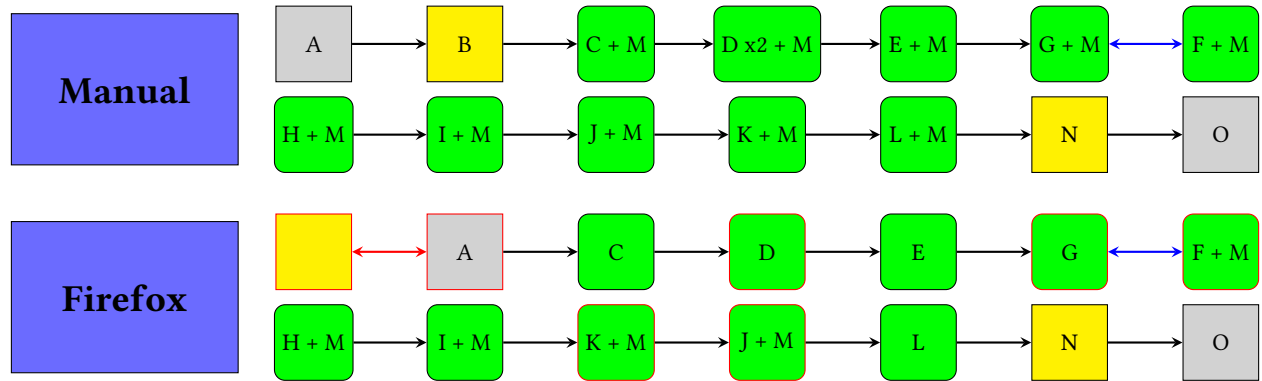 Manual
A B C + M D x2 + M E + M G + M F + M
H + M I + M J + M K + M L + M N O
Firefox
A C D E G F + M
H + M I + M K + M J + M L N O